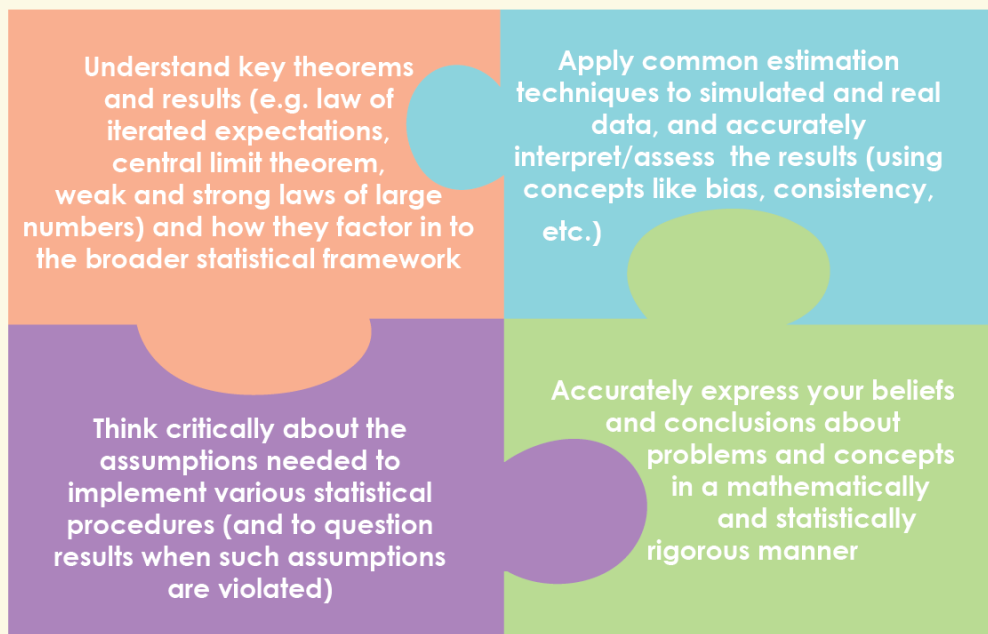 Understand key theorems
and results (e.g. law of
iterated expectations,
central limit theorem,
weak and strong laws of large
numbers) and how they factor in to
the broader statistical framework
Apply common estimation
techniques to simulated and real
data, and accurately
interpret/assess the results (using
concepts like bias, consistency,
etc.)
Think critically about the
assumptions needed to
implement various statistical
procedures (and to question
results when such assumptions
are violated)
Accurately express your beliefs
and conclusions about
problems and concepts
in a mathematically
and statistically
rigorous manner